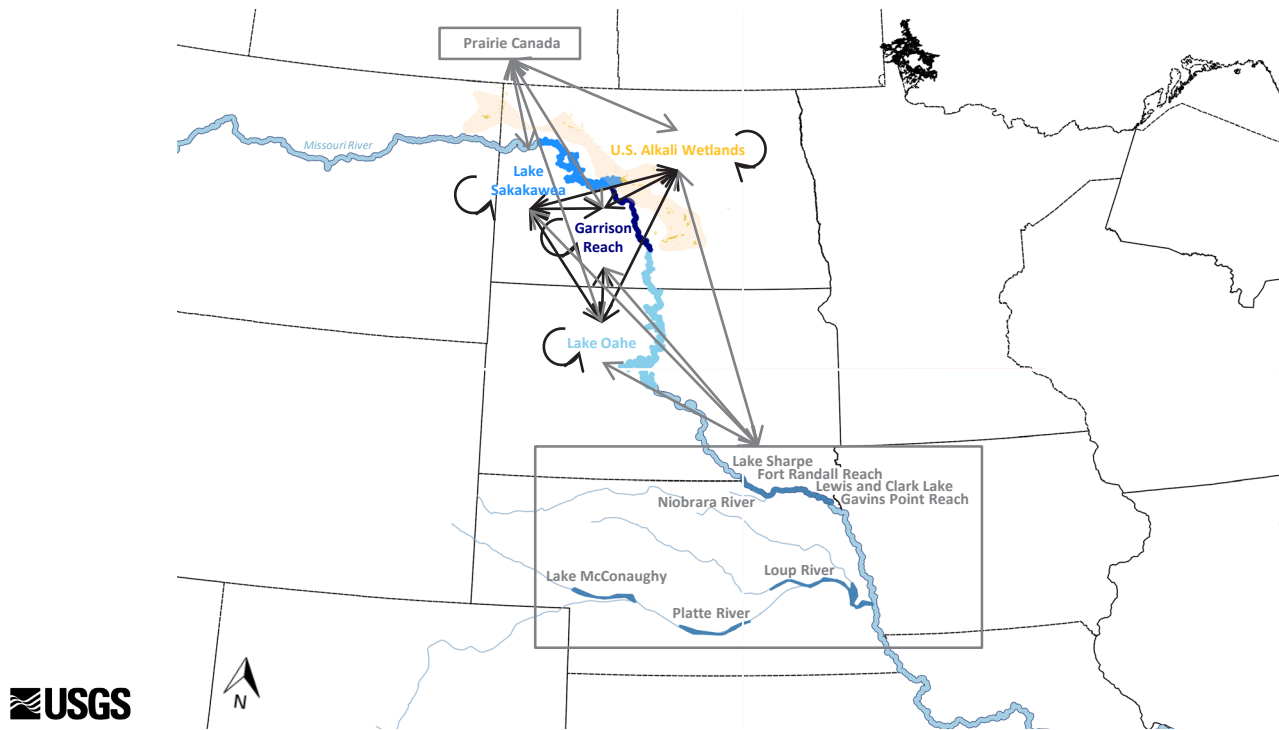 Prairie Canada
Missouri River
U.S. Alkali Wetlands
Lake
Sakakawea
Garrison
Reach
Lake Oahe
Lake Sharpe
Fort Randall Reach
Lewis and Clark Lake
Gavins Point Reach
Niobrara River
Lake McConaughy
Loup River
Platte River
N
USGS